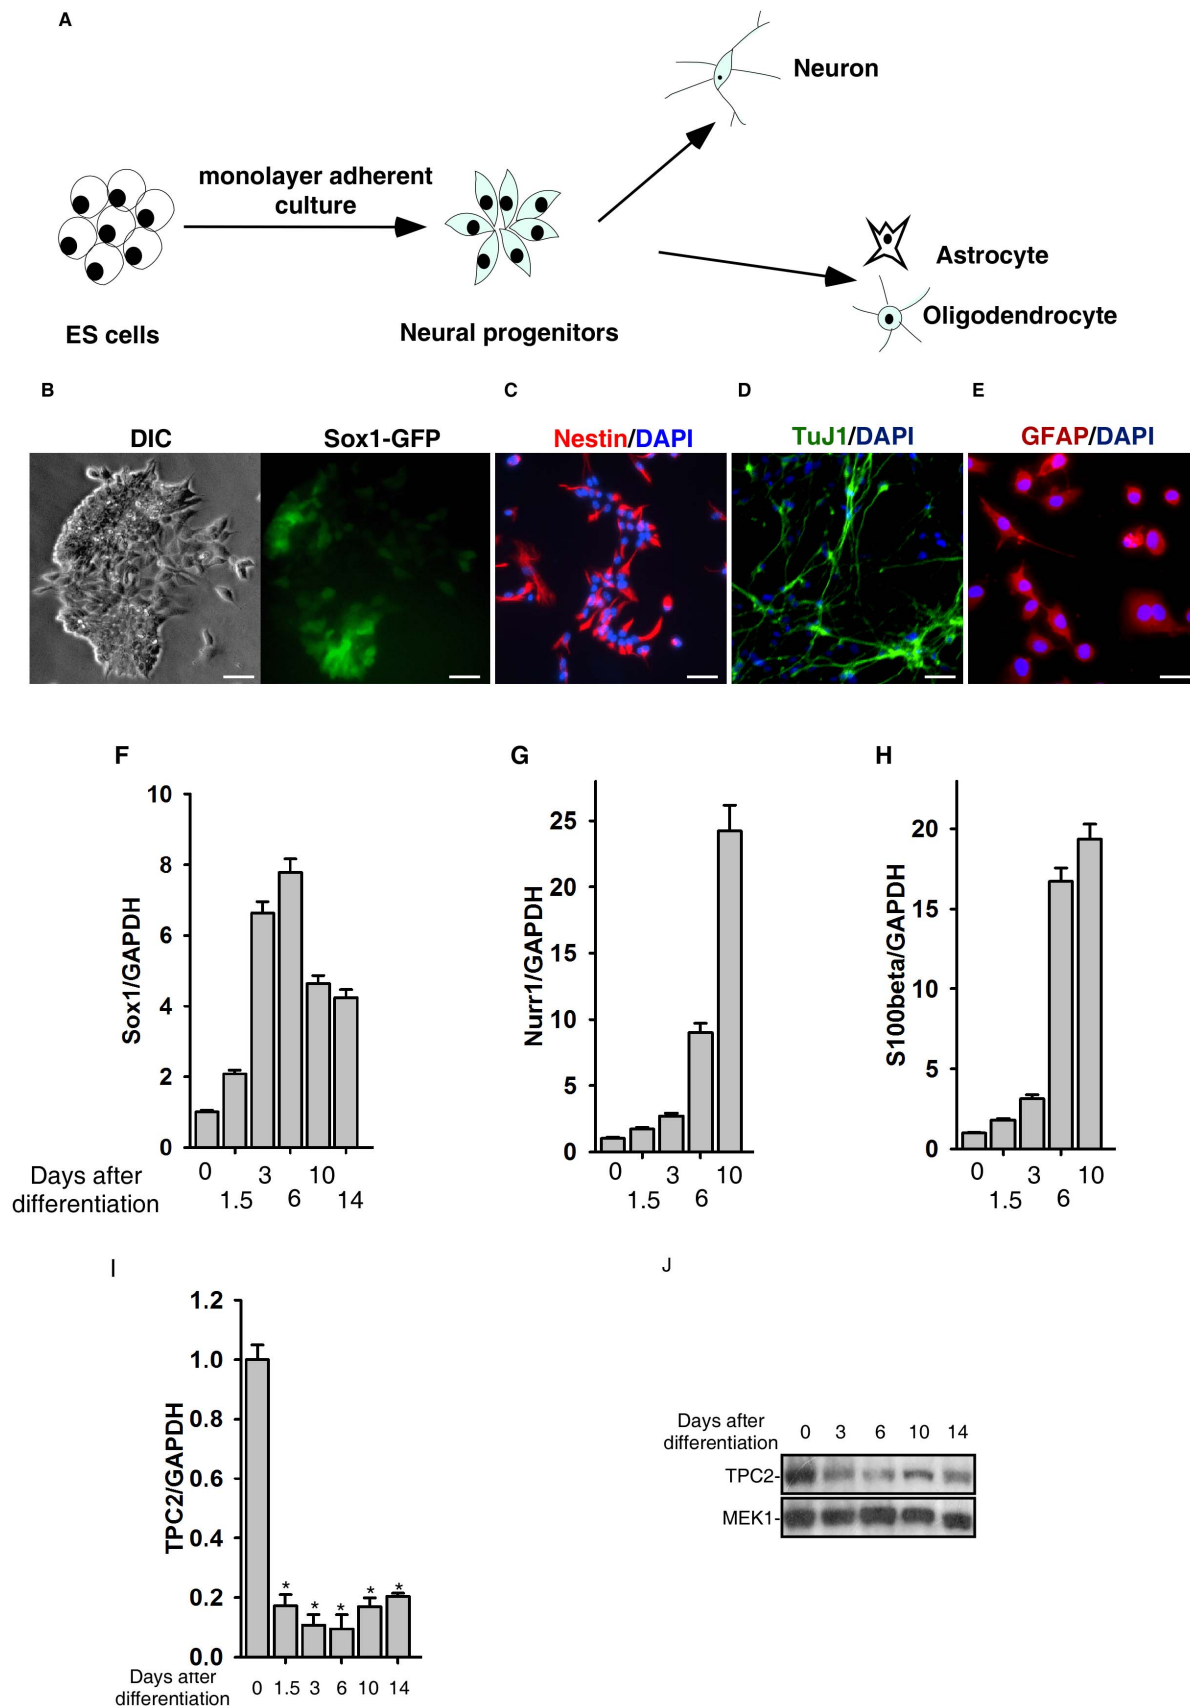 A
Neuron
monolayer adherent
culture
Astrocyte
Oligodendrocyte
ES cells
Neural progenitors
B
C
D
E
DIC
Sox1-GFP
Nestin/DAPI
TuJ1/DAPI
GFAP/DAPI
F
G
H
10
8
6
4
2
0
Sox1/GAPDH
25
20
15
10
5
0
Nurr1/GAPDH
20
15
10
5
0
S100beta/GAPDH
Days after
differentiation
0 1.5 3 6 10 14
0 1.5 3 6 10
0 1.5 3 6 10
I
J
1.2
1.0
0.8
0.6
0.4
0.2
0.0
TPC2/GAPDH
* * * * *
Days after
differentiation
0 1.5 3 6 10 14
Days after
differentiation
0 3 6 10 14
TPC2-
MEK1-